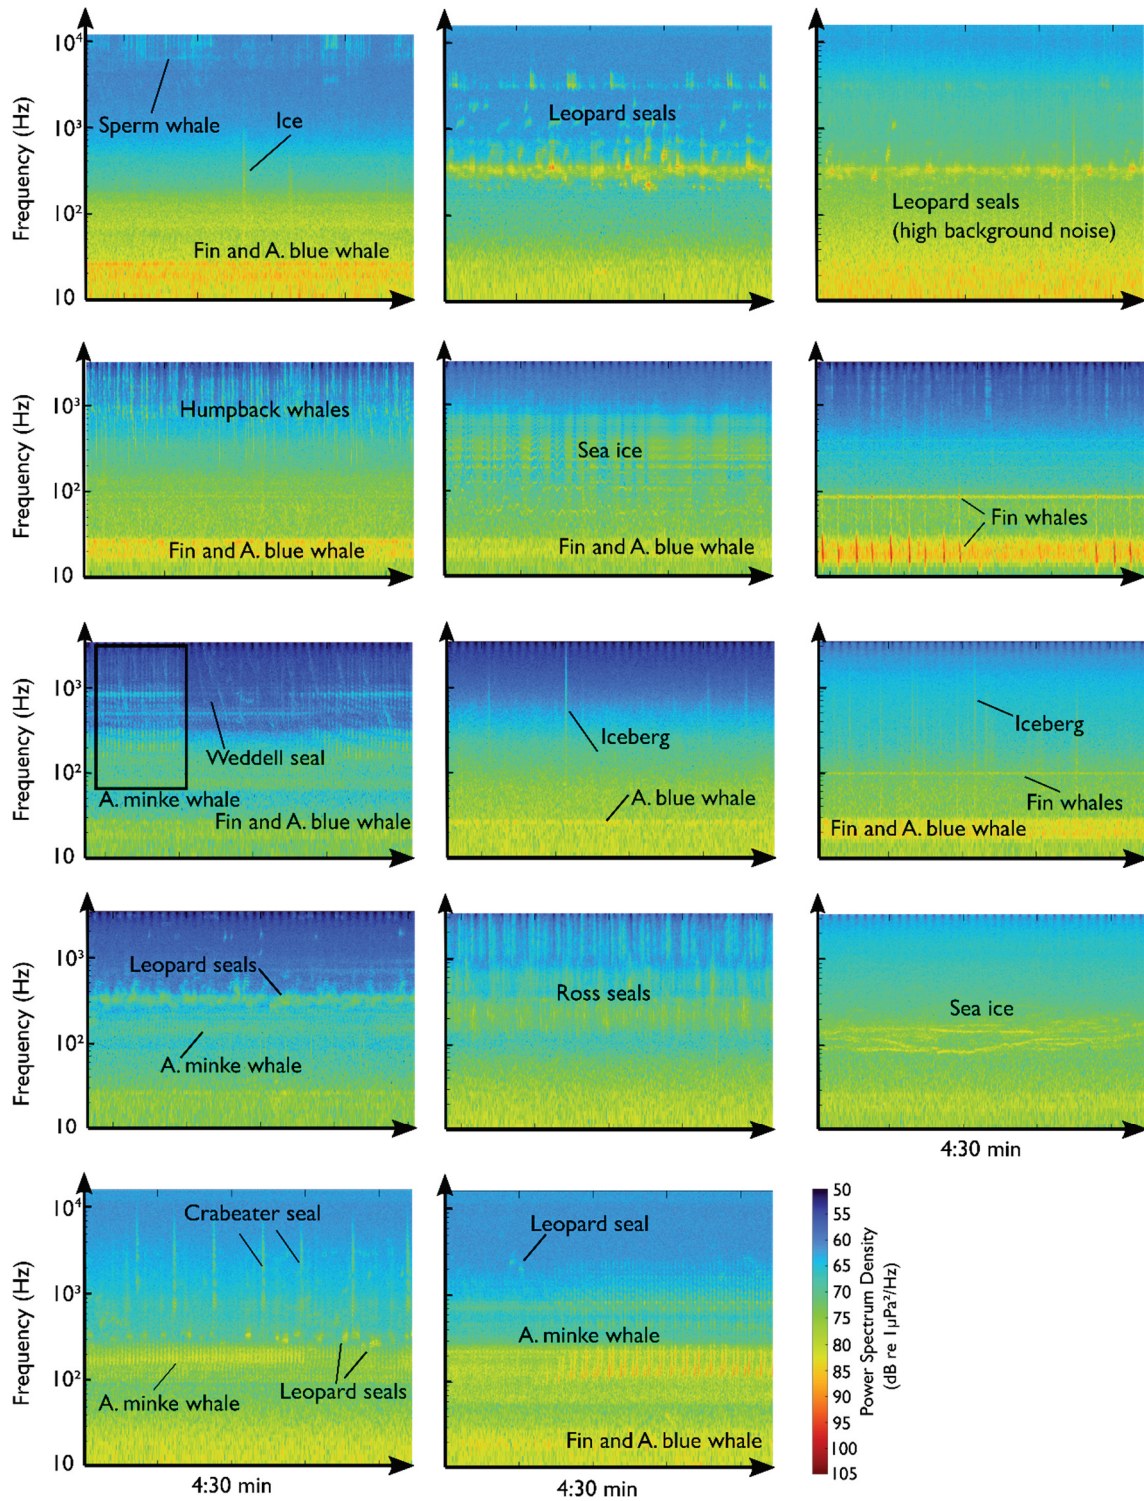 10⁴
10³
10²
10
Frequency (Hz)
Sperm whale
Ice
Fin and A. blue whale
Leopard seals
Leopard seals
(high background noise)
10³
10²
10
Frequency (Hz)
Humpback whales
Fin and A. blue whale
Sea ice
Fin and A. blue whale
Fin whales
10³
10²
10
Frequency (Hz)
Weddell seal
A. minke whale
Fin and A. blue whale
Iceberg
A. blue whale
Iceberg
Fin whales
Fin and A. blue whale
10³
10²
10
Frequency (Hz)
Leopard seals
A. minke whale
Ross seals
Sea ice
4:30 min
10⁴
10³
10²
10
Frequency (Hz)
Crabeater seal
A. minke whale
Leopard seals
4:30 min
Leopard seal
A. minke whale
Fin and A. blue whale
4:30 min
50
55
60
65
70
75
80
85
90
95
100
105
Power Spectrum Density
(dB re 1 μPa²/Hz)